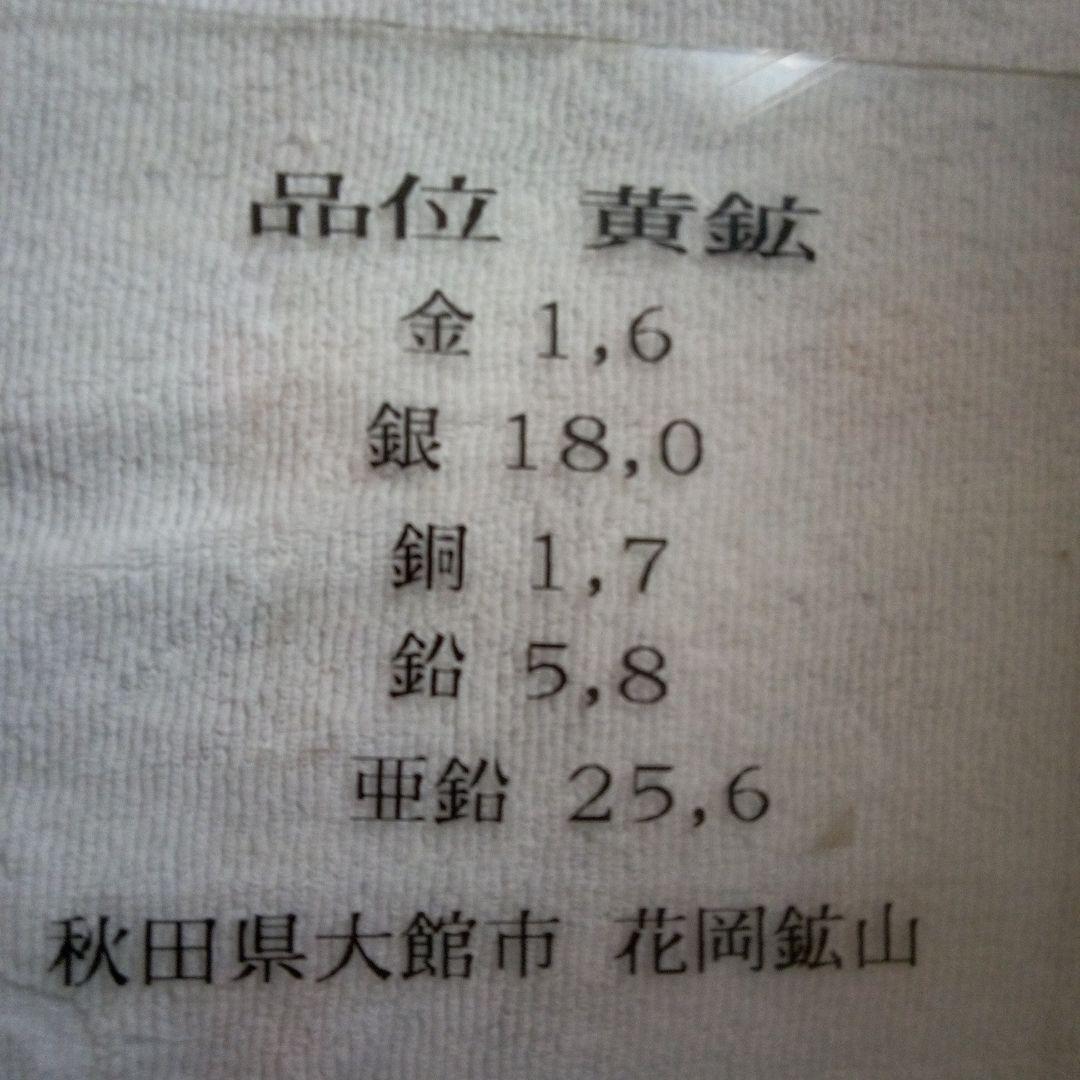 品位 黄鉱
金 1,6
銀 18,0
銅 1,7
鉛 5,8
亜鉛 25,6
秋田県大館市 花岡鉱山